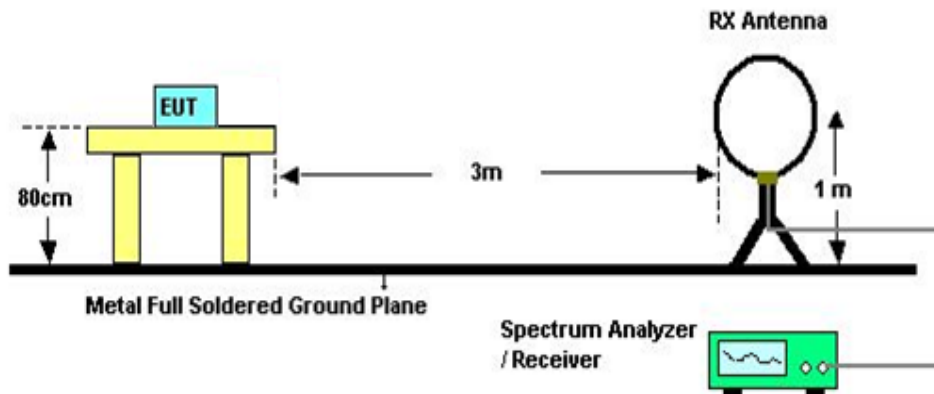 RX Antenna
EUT
80cm
3m
1 m
Metal Full Soldered Ground Plane
Spectrum Analyzer
/ Receiver